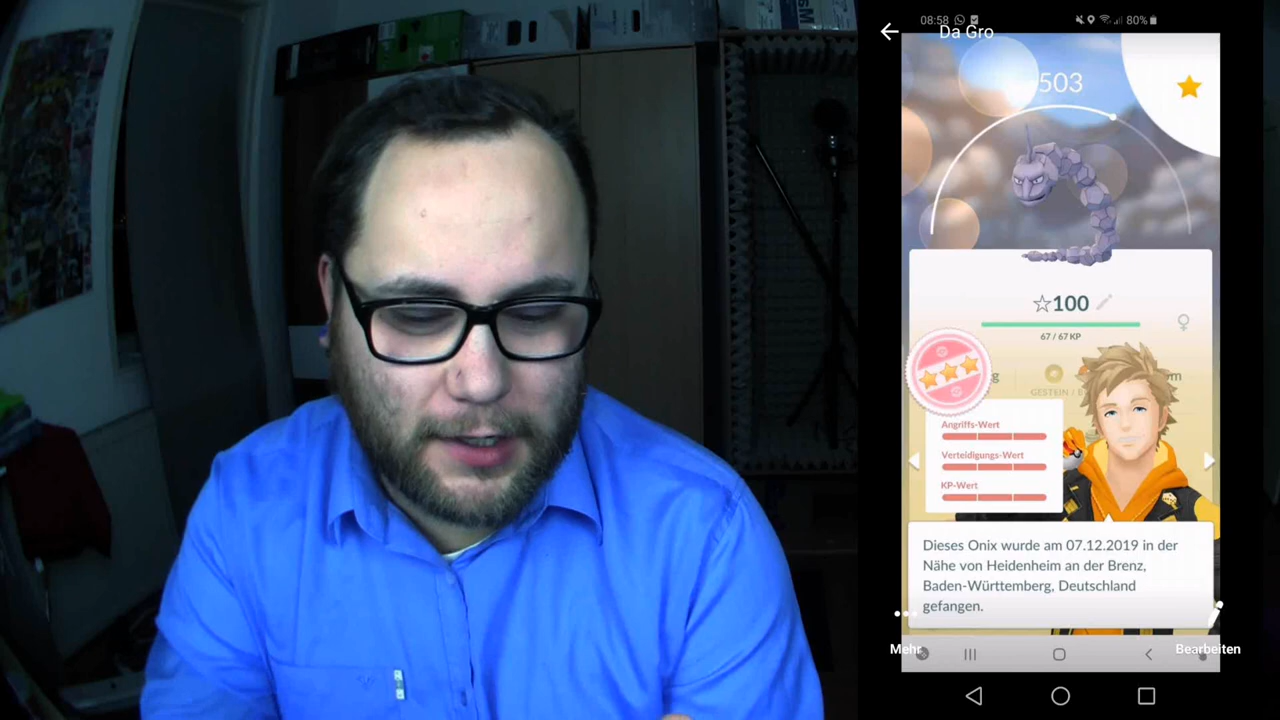 08:58
80%
Da Gro
503
☆100
67 / 67 KP
GESTEIN /
Angriffs-Wert
Verteidigungs-Wert
KP-Wert
Dieses Onix wurde am 07.12.2019 in der
Nähe von Heidenheim an der Brenz,
Baden-Württemberg, Deutschland
gefangen.
Mehr
Bearbeiten